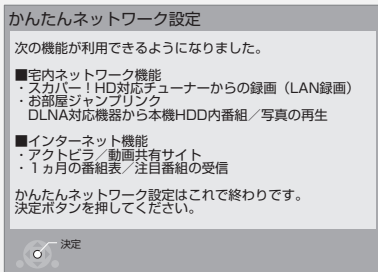 かんたんネットワーク設定
次の機能が利用できるようになりました。
■宅内ネットワーク機能
・スカパー！HD対応チューナーからの録画（LAN録画）
・お部屋ジャンプリンク
DLNA対応機器から本機HDD内番組／写真の再生
■インターネット機能
・アクトビラ／動画共有サイト
・1ヵ月の番組表／注目番組の受信
かんたんネットワーク設定はこれで終わりです。
決定ボタンを押してください。
決定